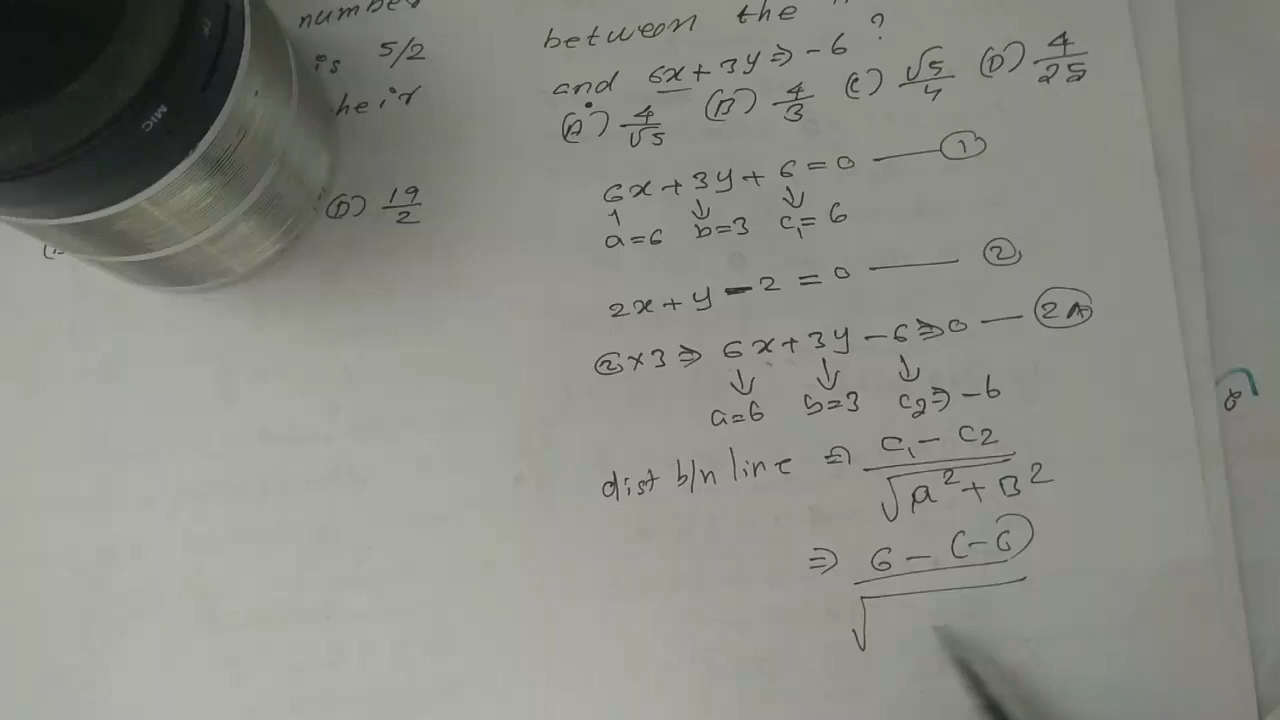 number
is 5/2
heir
(D) 19/2
MIC
between the
and 6x + 3y ⇒ -6 ?
(A) 4/√5 (B) 4/3 (C) √5/4 (D) 4/25
6x + 3y + 6 = 0 — ①
a=6 b=3 c₁= 6
2x + y - 2 = 0 — ②
② × 3 ⇒ 6x + 3y - 6 ⇒ 0 — (2A)
a=6 b=3 c₂ ⇒ -6
dist b/n line ⇒ c₁ - c₂ / √A² + B²
⇒ 6 - (-6) / √
8